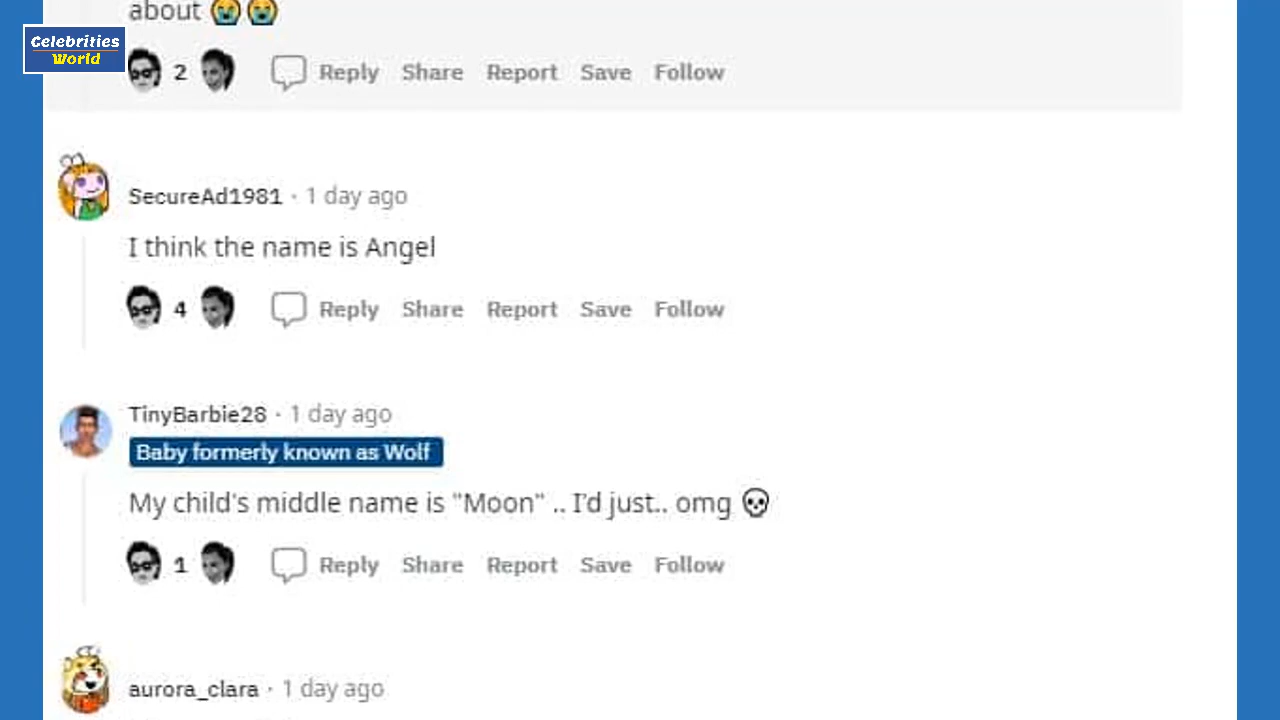 about 😭😭
Celebrities
World
2 Reply Share Report Save Follow
SecureAd1981 · 1 day ago
I think the name is Angel
4 Reply Share Report Save Follow
TinyBarbie28 · 1 day ago
Baby formerly known as Wolf
My child's middle name is "Moon" .. I'd just.. omg 💀
1 Reply Share Report Save Follow
aurora_clara · 1 day ago